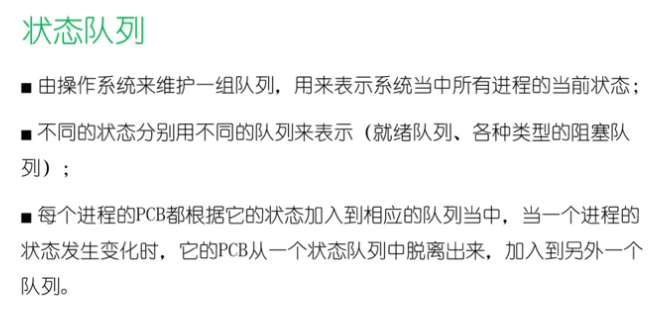 状态队列
■ 由操作系统来维护一组队列，用来表示系统当中所有进程的当前状态；
■ 不同的状态分别用不同的队列来表示（就绪队列、各种类型的阻塞队
列）；
■ 每个进程的PCB都根据它的状态加入到相应的队列当中，当一个进程的
状态发生变化时，它的PCB从一个状态队列中脱离出来，加入到另外一个
队列。